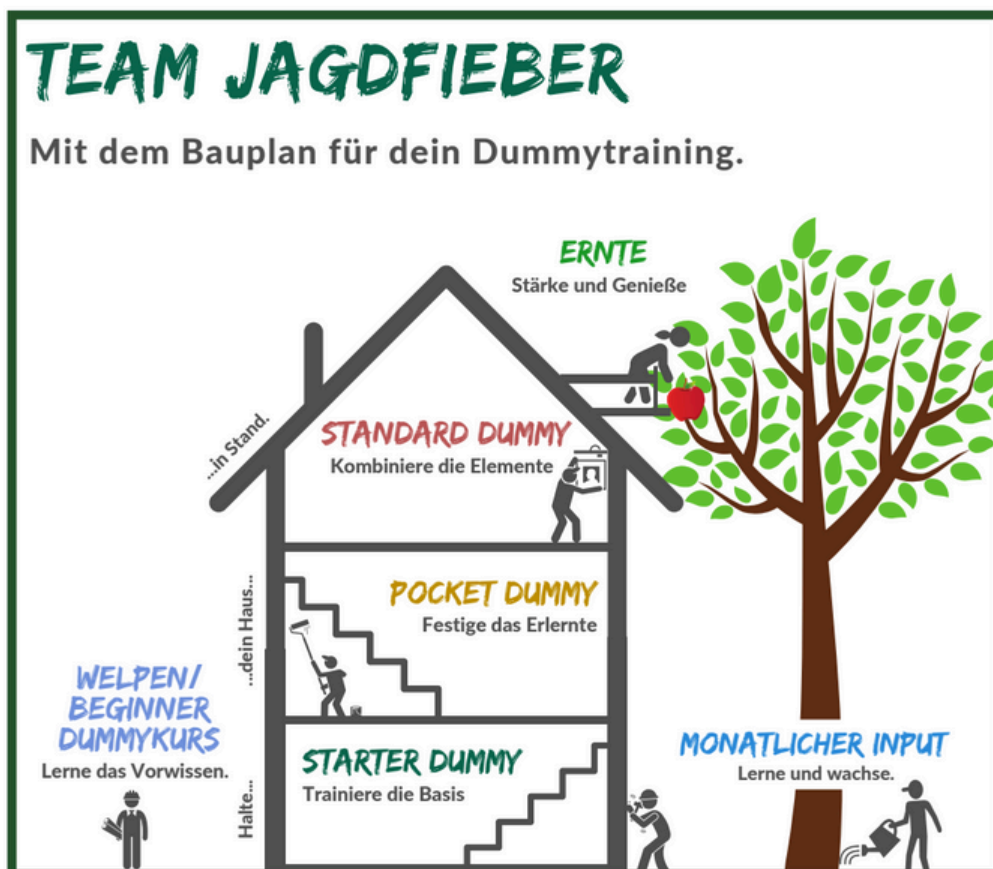 TEAM JAGDFIEBER
Mit dem Bauplan für dein Dummytraining.
ERNTE
Stärke und Genieße
...in Stand.
STANDARD DUMMY
Kombiniere die Elemente
...dein Haus...
POCKET DUMMY
Festige das Erlernte
WELPEN/
BEGINNER
DUMMYKURS
Lerne das Vorwissen.
Halte...
STARTER DUMMY
Trainiere die Basis
MONATLICHER INPUT
Lerne und wachse.